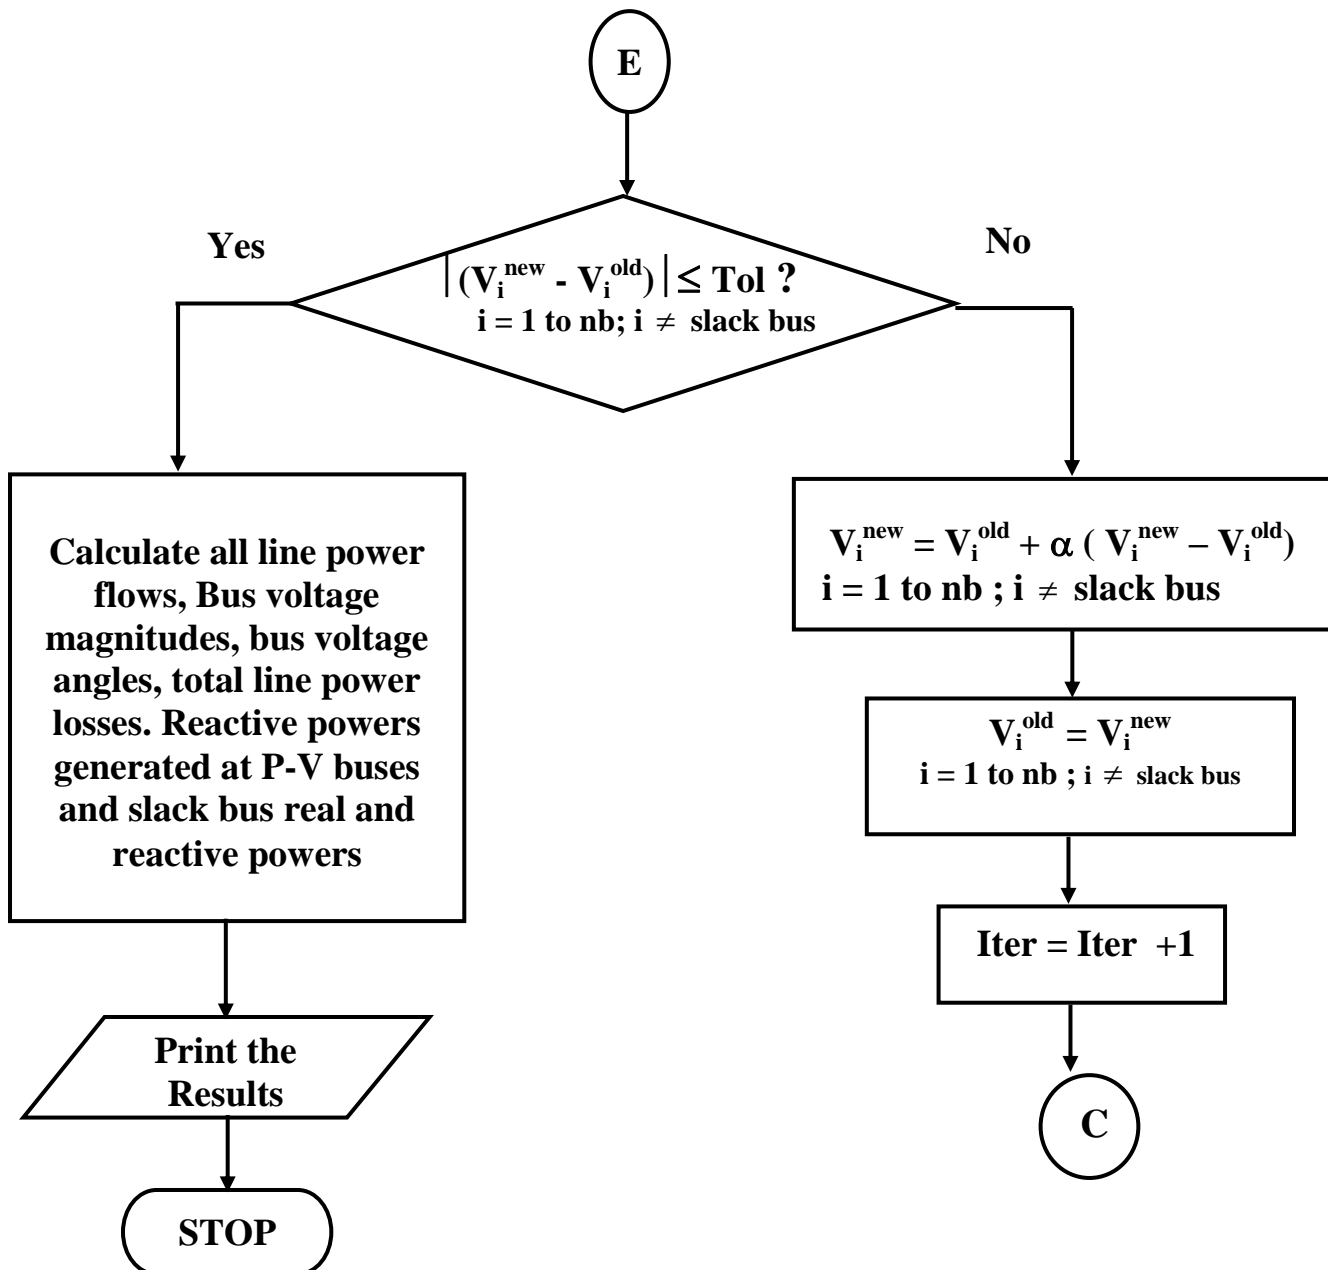 E
Yes
No
|(Vᵢⁿᵉʷ - Vᵢᵒˡᵈ)| ≤ Tol ?
i = 1 to nb; i ≠ slack bus
Calculate all line power
flows, Bus voltage
magnitudes, bus voltage
angles, total line power
losses. Reactive powers
generated at P-V buses
and slack bus real and
reactive powers
Print the
Results
STOP
Vᵢⁿᵉʷ = Vᵢᵒˡᵈ + α ( Vᵢⁿᵉʷ – Vᵢᵒˡᵈ)
i = 1 to nb ; i ≠ slack bus
Vᵢᵒˡᵈ = Vᵢⁿᵉʷ
i = 1 to nb ; i ≠ slack bus
Iter = Iter +1
C